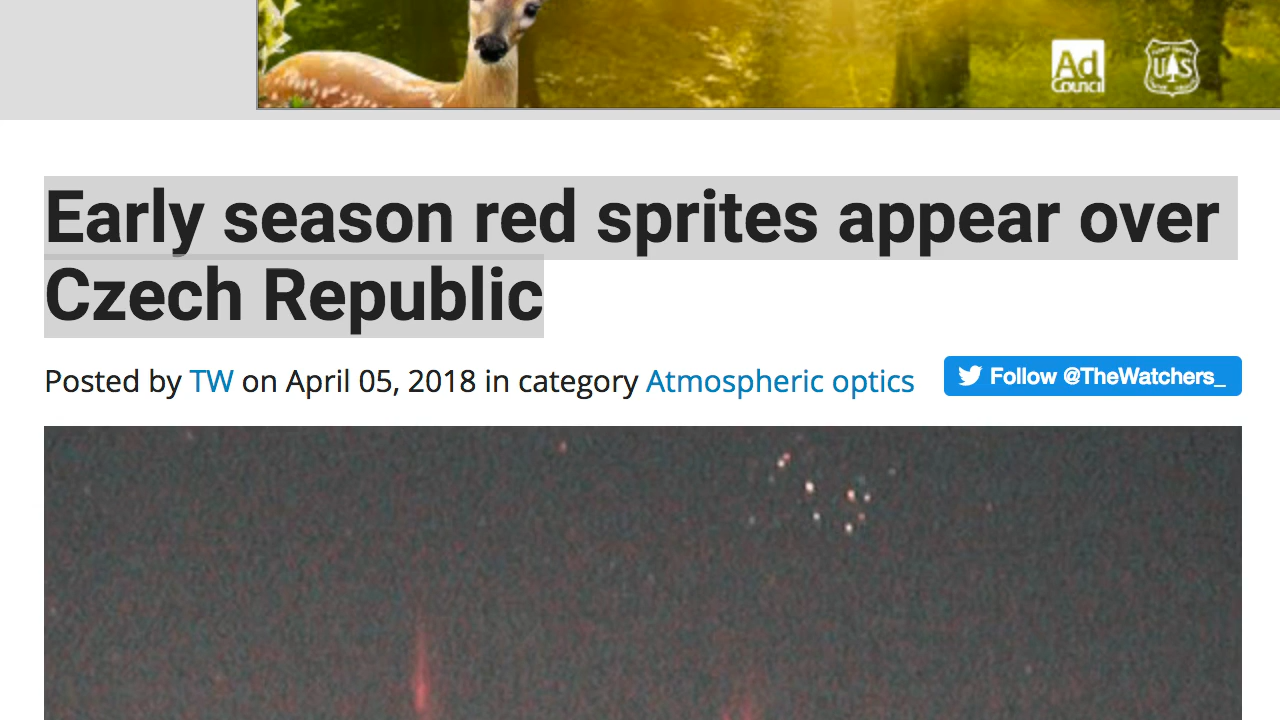 Ad
Council
U S
Early season red sprites appear over
Czech Republic
Posted by TW on April 05, 2018 in category Atmospheric optics
Follow @TheWatchers_